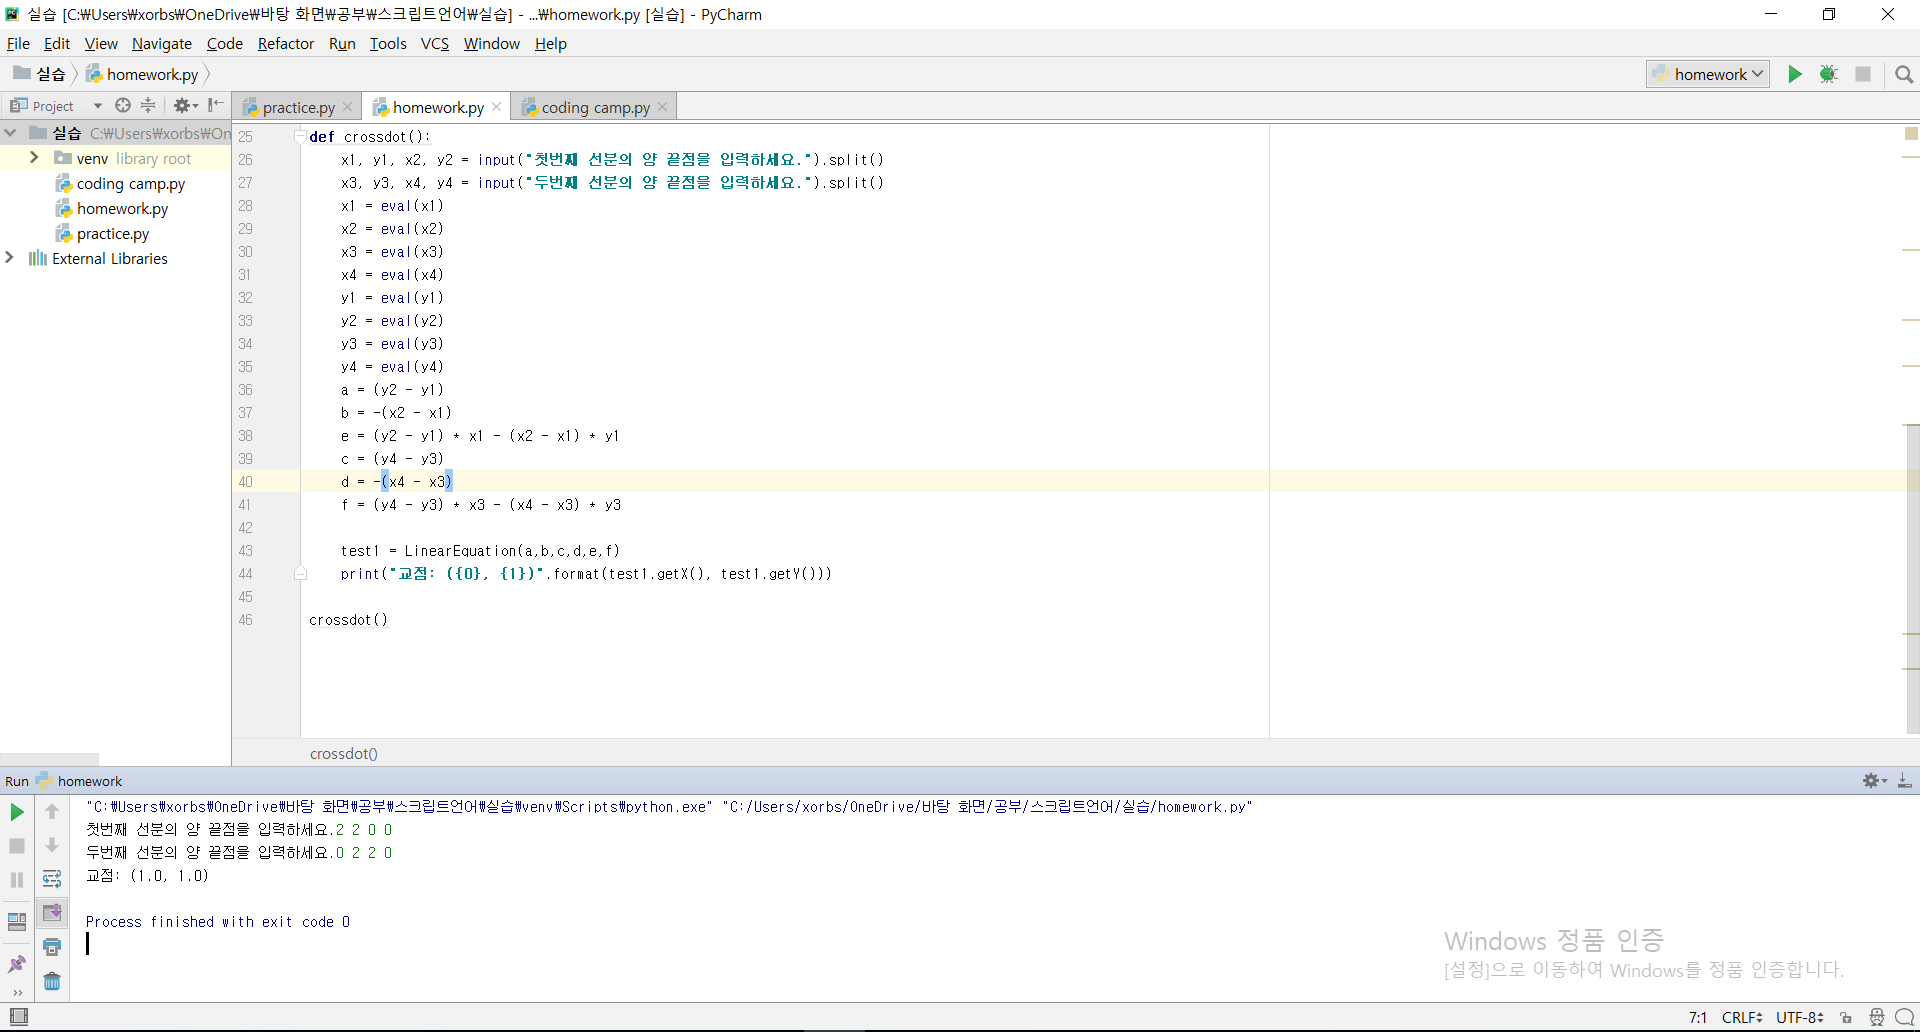 실습 [C:₩Users₩xorbs₩OneDrive₩바탕 화면₩공부₩스크립트언어₩실습] - ...₩homework.py [실습] - PyCharm
File Edit View Navigate Code Refactor Run Tools VCS Window Help
실습 homework.py homework
Project practice.py homework.py coding camp.py
실습 C:₩Users₩xorbs₩On
venv library root
coding camp.py
homework.py
practice.py
External Libraries
25 def crossdot():
26 x1, y1, x2, y2 = input("첫번째 선분의 양 끝점을 입력하세요.").split()
27 x3, y3, x4, y4 = input("두번째 선분의 양 끝점을 입력하세요.").split()
28 x1 = eval(x1)
29 x2 = eval(x2)
30 x3 = eval(x3)
31 x4 = eval(x4)
32 y1 = eval(y1)
33 y2 = eval(y2)
34 y3 = eval(y3)
35 y4 = eval(y4)
36 a = (y2 - y1)
37 b = -(x2 - x1)
38 e = (y2 - y1) * x1 - (x2 - x1) * y1
39 c = (y4 - y3)
40 d = -(x4 - x3)
41 f = (y4 - y3) * x3 - (x4 - x3) * y3
42
43 test1 = LinearEquation(a,b,c,d,e,f)
44 print("교점: ({0}, {1})".format(test1.getX(), test1.getY()))
45
46 crossdot()
crossdot()
Run homework
"C:₩Users₩xorbs₩OneDrive₩바탕 화면₩공부₩스크립트언어₩실습₩venv₩Scripts₩python.exe" "C:/Users/xorbs/OneDrive/바탕 화면/공부/스크립트언어/실습/homework.py"
첫번째 선분의 양 끝점을 입력하세요.2 2 0 0
두번째 선분의 양 끝점을 입력하세요.0 2 2 0
교점: (1.0, 1.0)
Process finished with exit code 0
Windows 정품 인증
[설정]으로 이동하여 Windows를 정품 인증합니다.
7:1 CRLF UTF-8